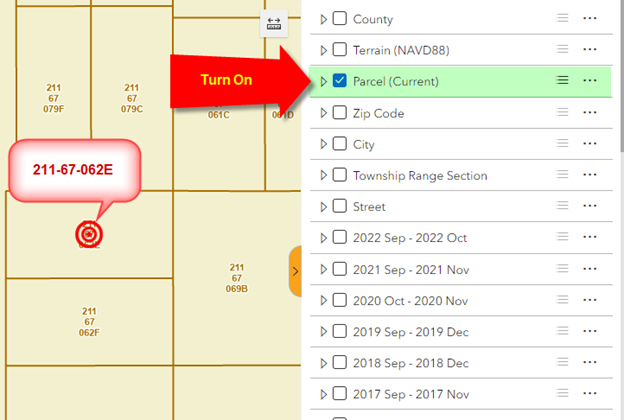 211
67
079F
211
67
079C
Turn On
061C
061D
211-67-062E
211
67
069B
211
67
062F
County
Terrain (NAVD88)
Parcel (Current)
Zip Code
City
Township Range Section
Street
2022 Sep - 2022 Oct
2021 Sep - 2021 Nov
2020 Oct - 2020 Nov
2019 Sep - 2019 Dec
2018 Sep - 2018 Dec
2017 Sep - 2017 Nov